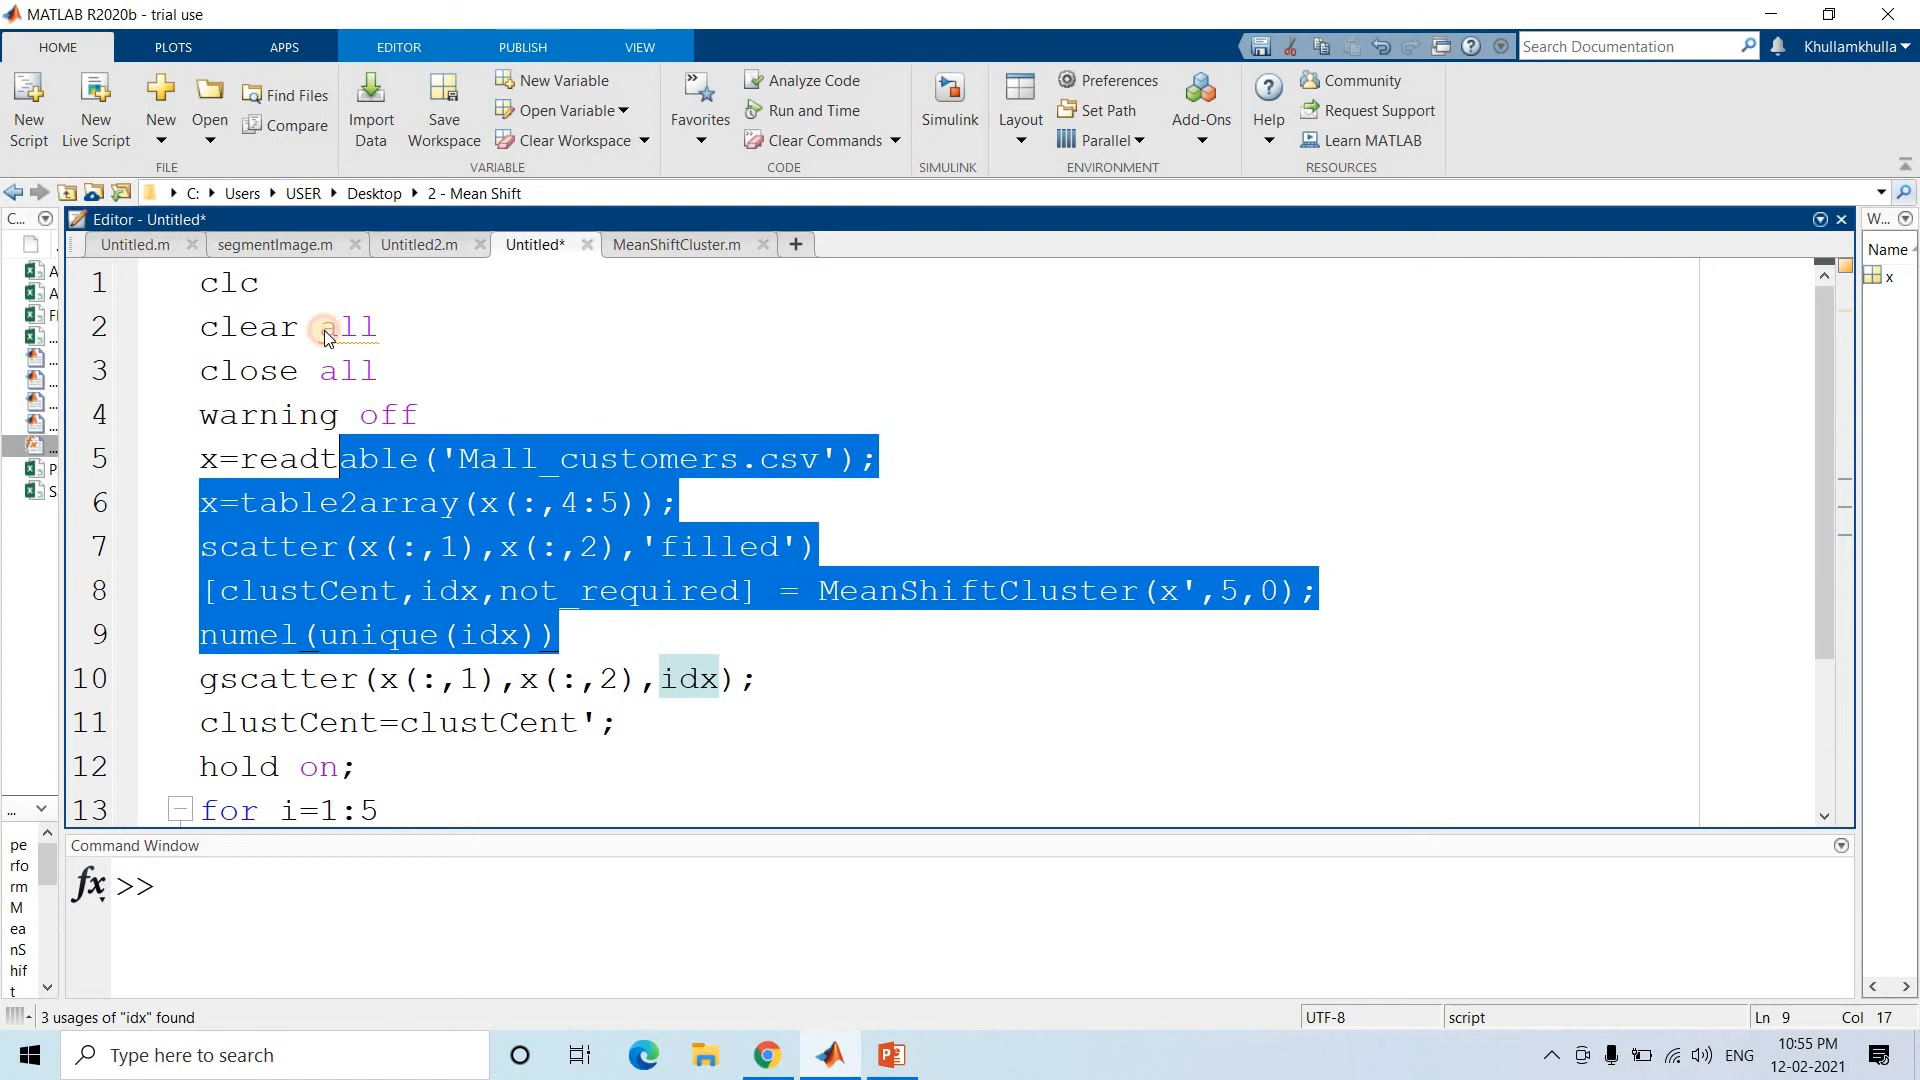 MATLAB R2020b - trial use
HOME PLOTS APPS EDITOR PUBLISH VIEW
Search Documentation
Khullamkhulla
New Script
New Live Script
New
Open
Find Files
Compare
FILE
Import Data
Save Workspace
New Variable
Open Variable
Clear Workspace
VARIABLE
Favorites
Analyze Code
Run and Time
Clear Commands
CODE
Simulink
SIMULINK
Layout
Preferences
Set Path
Parallel
ENVIRONMENT
Add-Ons
Help
Community
Request Support
Learn MATLAB
RESOURCES
C: Users USER Desktop 2 - Mean Shift
C...
Editor - Untitled*
W...
Untitled.m segmentImage.m Untitled2.m Untitled* MeanShiftCluster.m
Name
x
1 clc
2 clear all
3 close all
4 warning off
5 x=readtable('Mall_customers.csv');
6 x=table2array(x(:,4:5));
7 scatter(x(:,1),x(:,2),'filled')
8 [clustCent,idx,not_required] = MeanShiftCluster(x',5,0);
9 numel(unique(idx))
10 gscatter(x(:,1),x(:,2),idx);
11 clustCent=clustCent';
12 hold on;
13 for i=1:5
Command Window
fx >>
pe
rfo
rm
M
ea
nS
hif
t
3 usages of "idx" found
UTF-8
script
Ln 9 Col 17
Type here to search
ENG
10:55 PM
12-02-2021